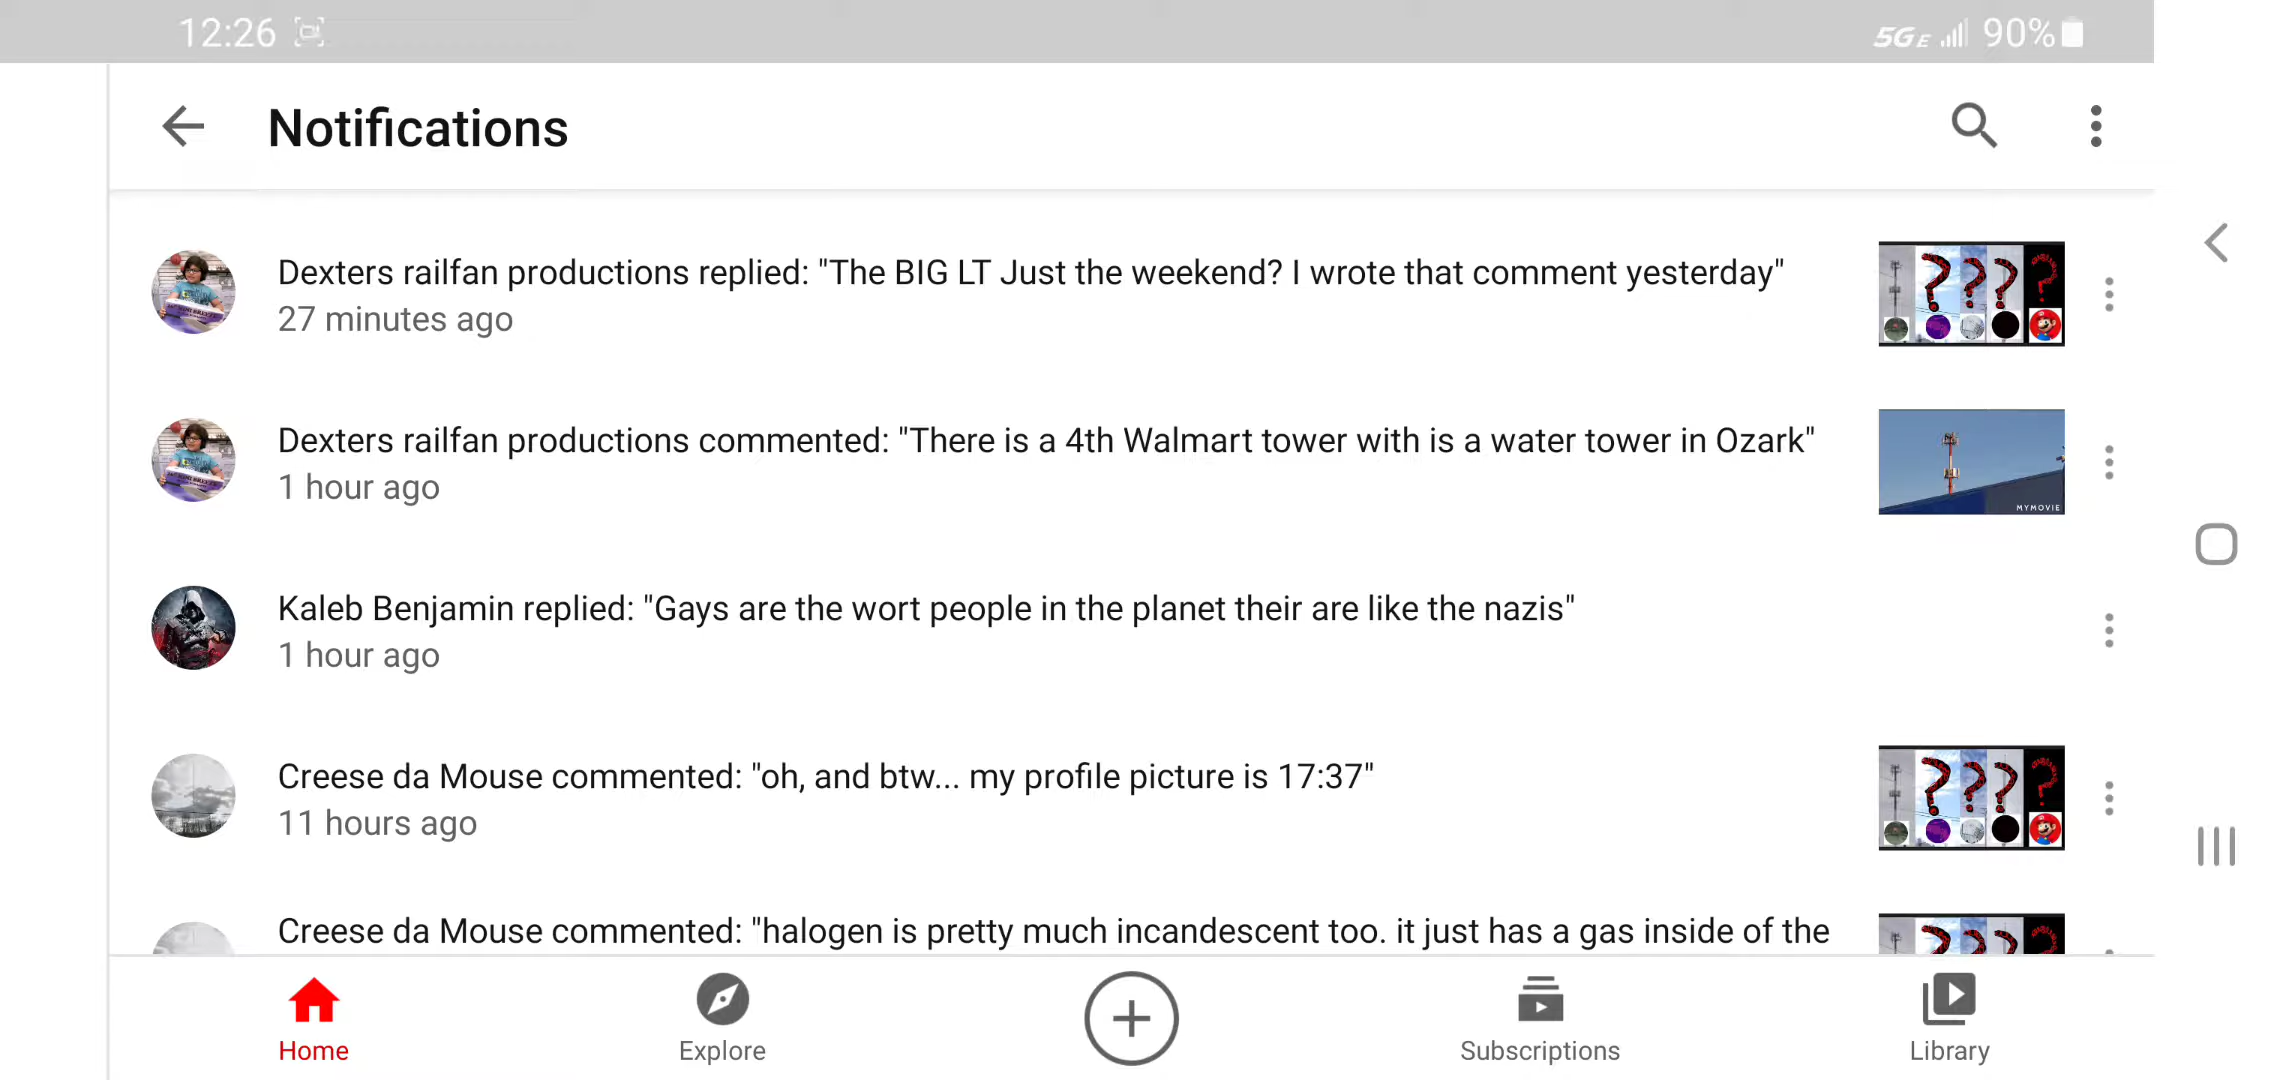 12:26
5G E 90%
Notifications
Dexters railfan productions replied: "The BIG LT Just the weekend? I wrote that comment yesterday"
27 minutes ago
Dexters railfan productions commented: "There is a 4th Walmart tower with is a water tower in Ozark"
1 hour ago
MYMOVIE
Kaleb Benjamin replied: "Gays are the wort people in the planet their are like the nazis"
1 hour ago
Creese da Mouse commented: "oh, and btw... my profile picture is 17:37"
11 hours ago
Creese da Mouse commented: "halogen is pretty much incandescent too. it just has a gas inside of the
Home
Explore
Subscriptions
Library